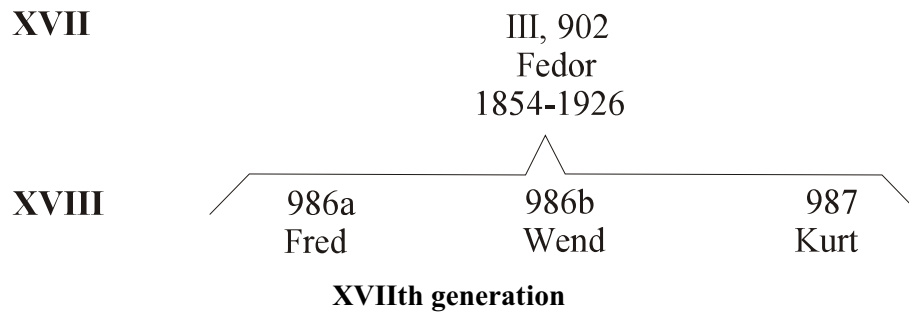 XVII III, 902
Fedor
1854-1926
XVIII 986a 986b 987
Fred Wend Kurt
XVIIth generation